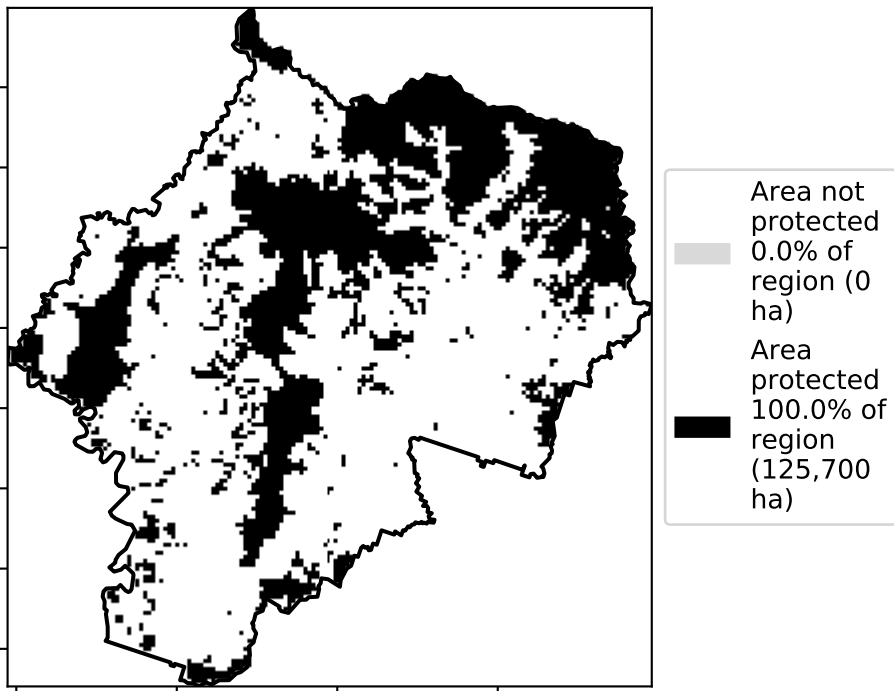 Area not
protected
0.0% of
region (0
ha)
Area
protected
100.0% of
region
(125,700
ha)